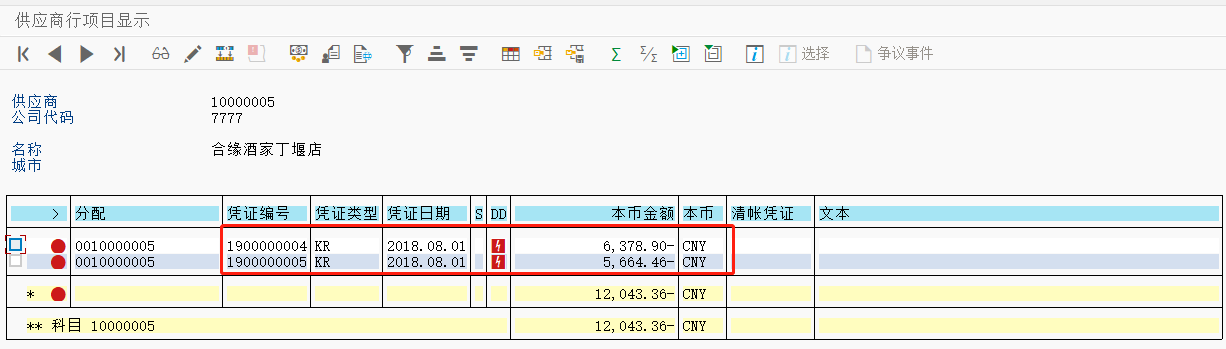 供应商行项目显示
选择 争议事件
供应商 10000005
公司代码 7777
名称 合缘酒家丁堰店
城市
> 分配 凭证编号 凭证类型 凭证日期 S DD 本币金额 本币 清帐凭证 文本
0010000005 1900000004 KR 2018.08.01 6,378.90- CNY
0010000005 1900000005 KR 2018.08.01 5,664.46- CNY
* 12,043.36- CNY
** 科目 10000005 12,043.36- CNY